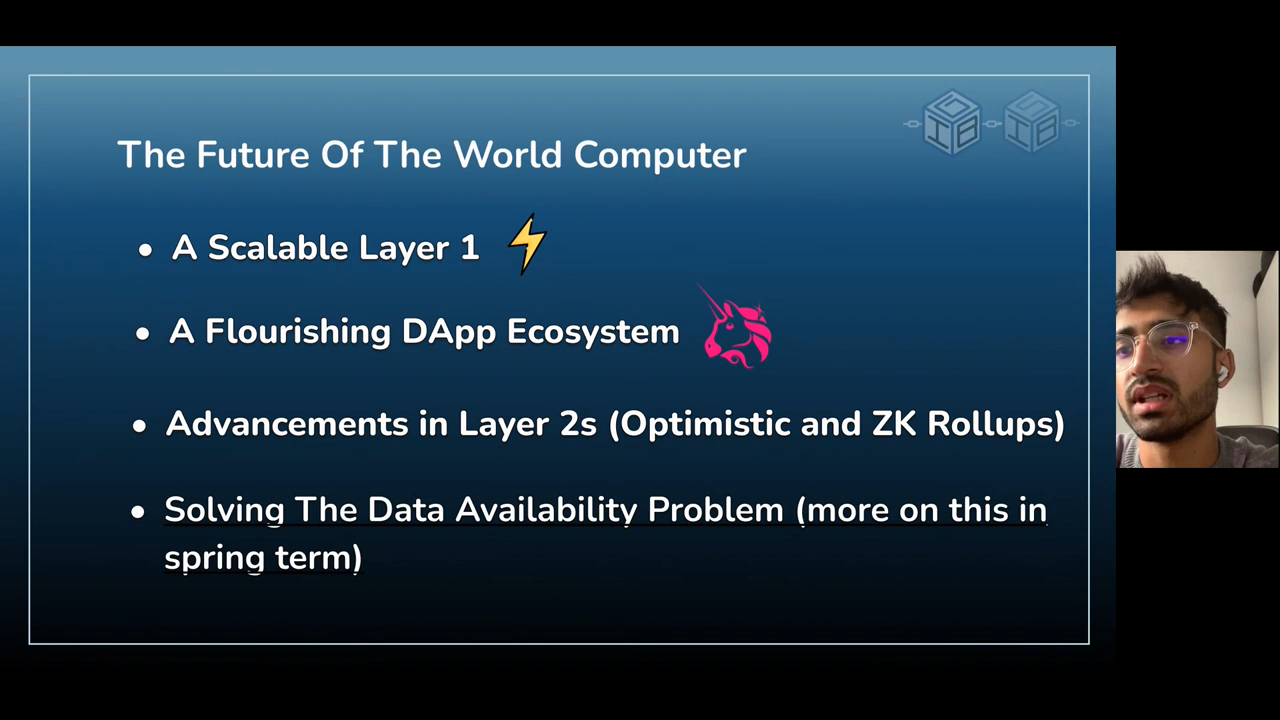 The Future Of The World Computer
• A Scalable Layer 1
• A Flourishing DApp Ecosystem
• Advancements in Layer 2s (Optimistic and ZK Rollups)
• Solving The Data Availability Problem (more on this in
spring term)